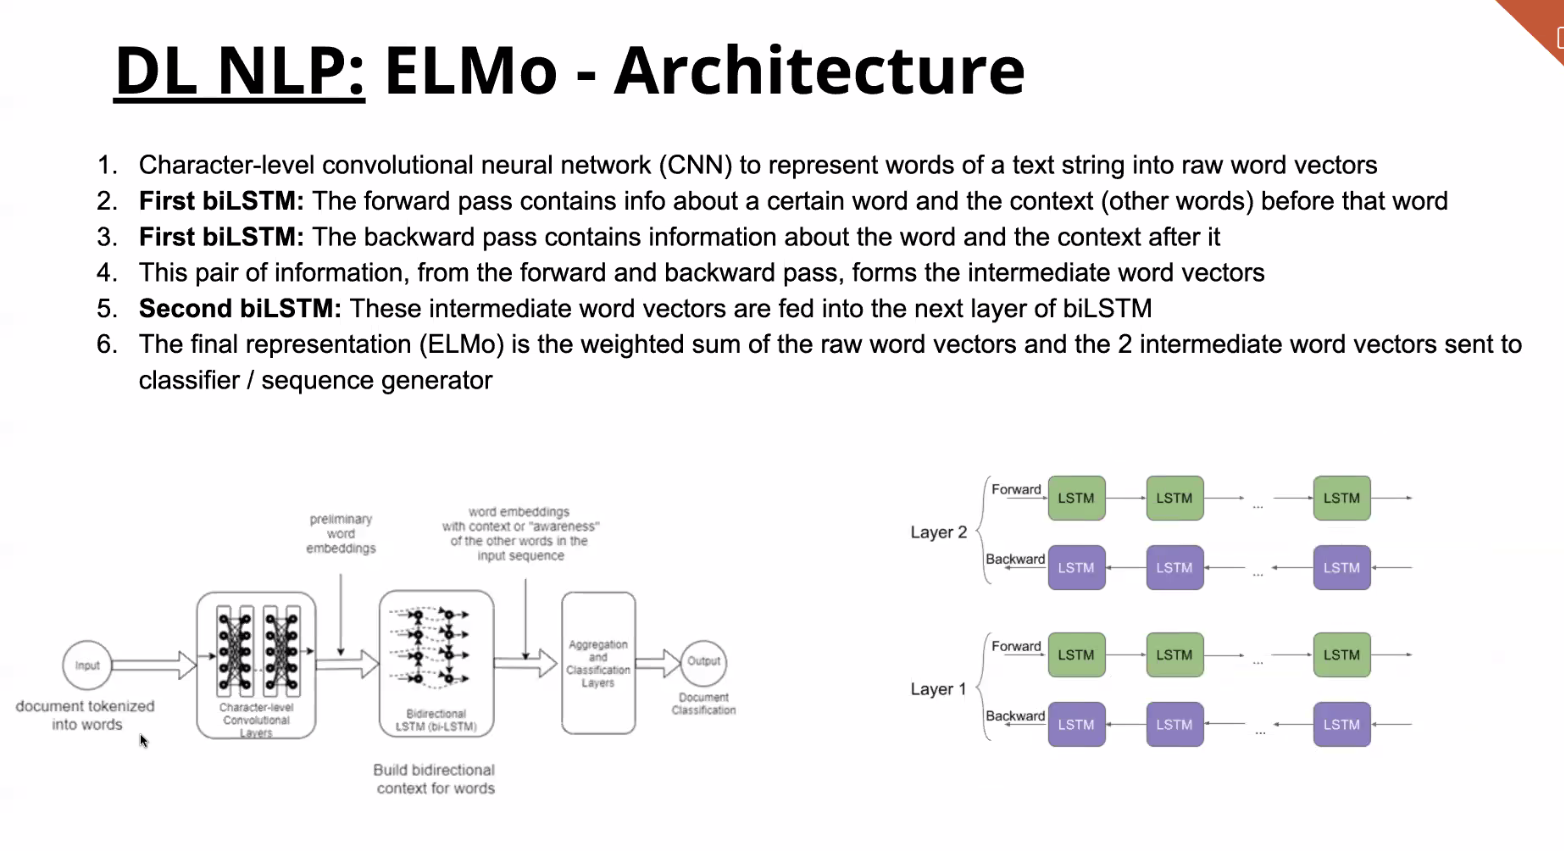 DL NLP: ELMo - Architecture
1. Character-level convolutional neural network (CNN) to represent words of a text string into raw word vectors
2. First biLSTM: The forward pass contains info about a certain word and the context (other words) before that word
3. First biLSTM: The backward pass contains information about the word and the context after it
4. This pair of information, from the forward and backward pass, forms the intermediate word vectors
5. Second biLSTM: These intermediate word vectors are fed into the next layer of biLSTM
6. The final representation (ELMo) is the weighted sum of the raw word vectors and the 2 intermediate word vectors sent to
classifier / sequence generator
preliminary
word
embeddings
word embeddings
with context or "awareness"
of the other words in the
input sequence
Input
document tokenized
into words
Character-level
Convolutional
Layers
Bidirectional
LSTM (bi-LSTM)
Build bidirectional
context for words
Aggregation
and
Classification
Layers
Output
Document
Classification
Layer 2
Forward
LSTM
LSTM
...
LSTM
Backward
LSTM
LSTM
...
LSTM
Layer 1
Forward
LSTM
LSTM
...
LSTM
Backward
LSTM
LSTM
...
LSTM